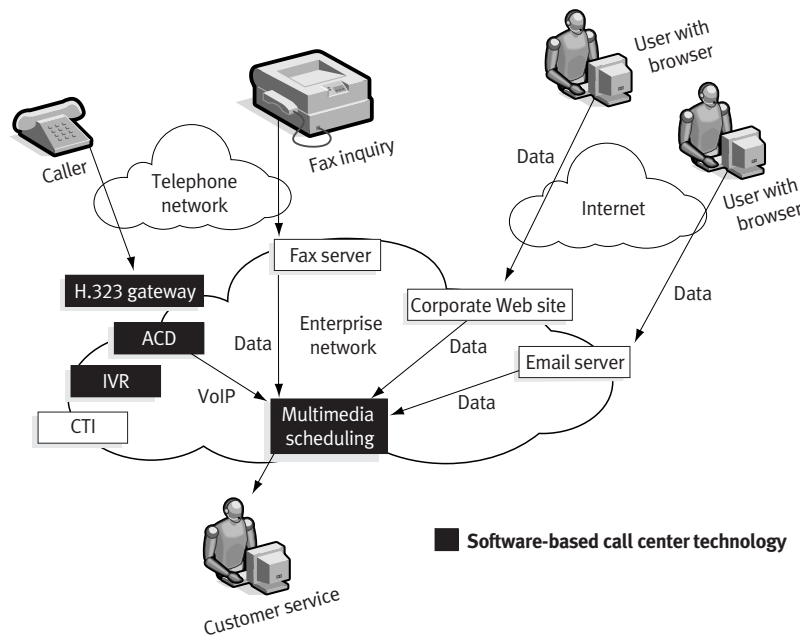 User with
browser
Caller
Fax inquiry
Telephone
network
Data
Internet
User with
browser
Fax server
H.323 gateway
Corporate Web site
Data
ACD
Data
Enterprise
network
Data
Email server
IVR
VoIP
Data
CTI
Multimedia
scheduling
Software-based call center technology
Customer service